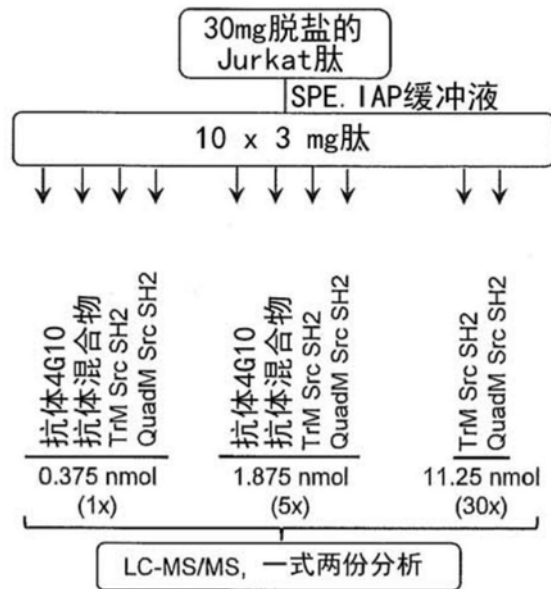 30mg脱盐的
Jurkat肽
SPE. IAP缓冲液
10 x 3 mg肽
抗体4G10
抗体混合物
TrM Src SH2
QuadM Src SH2
抗体4G10
抗体混合物
TrM Src SH2
QuadM Src SH2
TrM Src SH2
QuadM Src SH2
0.375 nmol
(1x)
1.875 nmol
(5x)
11.25 nmol
(30x)
LC-MS/MS, 一式两份分析